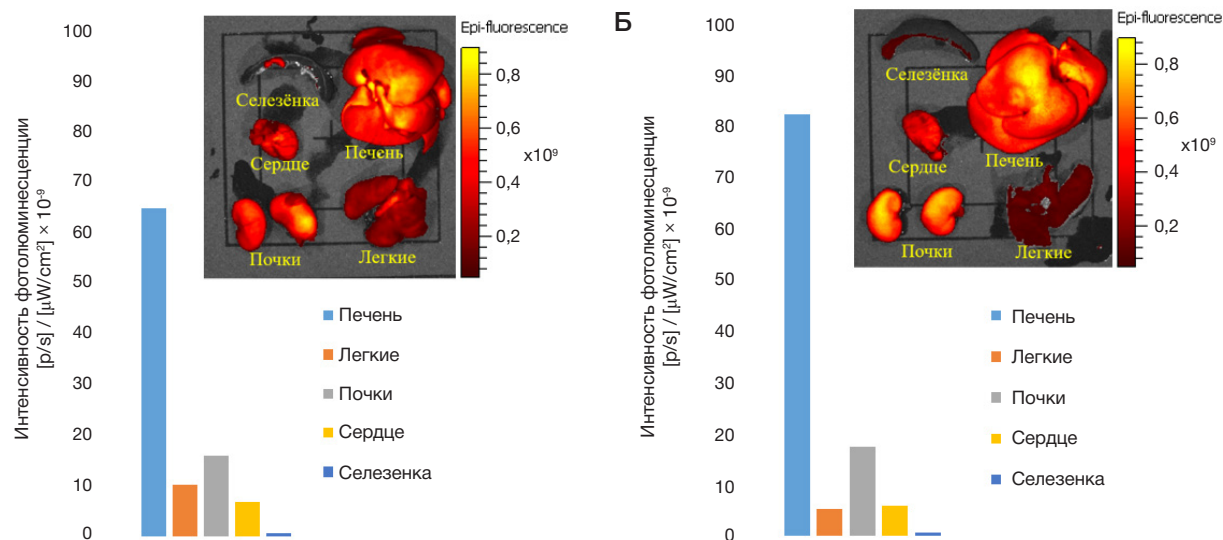 100
90
80
70
60
50
40
30
20
10
0
Интенсивность фотолюминесценции
[p/s] / [µW/cm²] × 10⁻⁹
Селезёнка
Сердце
Печень
Почки
Легкие
Epi-fluorescence
0,8
0,6
x10⁹
0,4
0,2
Печень
Легкие
Почки
Сердце
Селезенка
Б
100
90
80
70
60
50
40
30
20
10
0
Интенсивность фотолюминесценции
[p/s] / [µW/cm²] × 10⁻⁹
Селезёнка
Сердце
Печень
Почки
Легкие
Epi-fluorescence
0,8
0,6
x10⁹
0,4
0,2
Печень
Легкие
Почки
Сердце
Селезенка